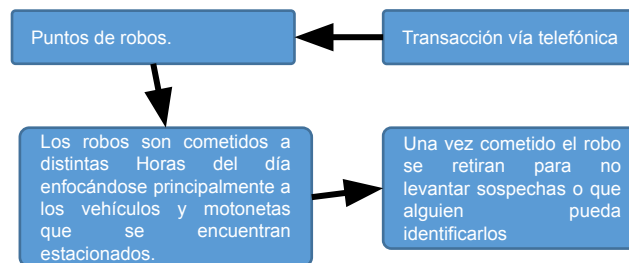 Puntos de robos.
Transacción vía telefónica
Los robos son cometidos a
distintas Horas del día
enfocándose principalmente a
los vehículos y motonetas
que se encuentran
estacionados.
Una vez cometido el robo
se retiran para no
levantar sospechas o que
alguien pueda
identificarlos